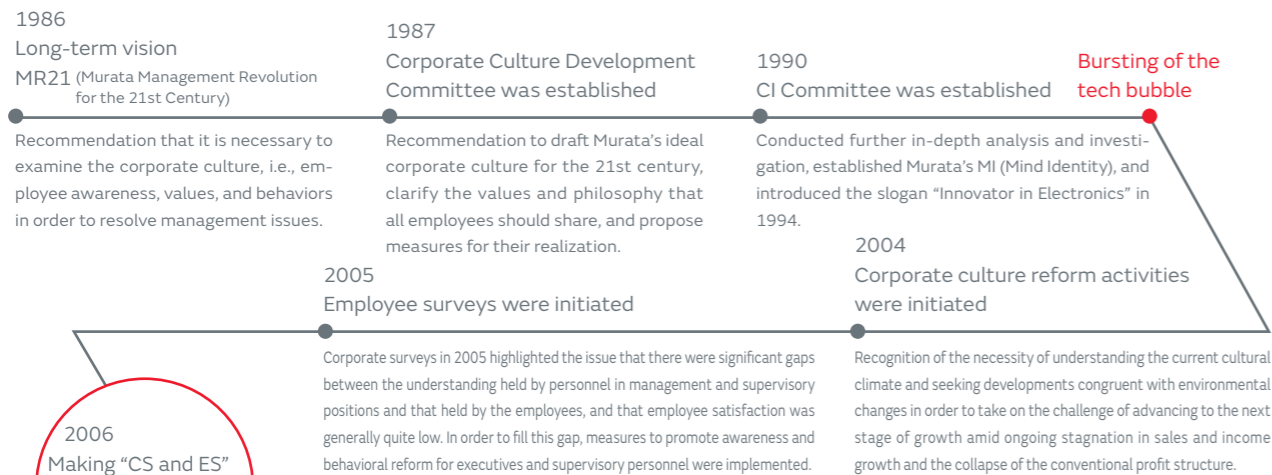 1986
Long-term vision
MR21 (Murata Management Revolution
for the 21st Century)
Recommendation that it is necessary to
examine the corporate culture, i.e., em-
ployee awareness, values, and behaviors
in order to resolve management issues.
1987
Corporate Culture Development
Committee was established
Recommendation to draft Murata's ideal
corporate culture for the 21st century,
clarify the values and philosophy that
all employees should share, and propose
measures for their realization.
1990
CI Committee was established
Conducted further in-depth analysis and investi-
gation, established Murata's MI (Mind Identity), and
introduced the slogan “Innovator in Electronics” in
1994.
Bursting of the
tech bubble
2004
Corporate culture reform activities
were initiated
Recognition of the necessity of understanding the current cultural
climate and seeking developments congruent with environmental
changes in order to take on the challenge of advancing to the next
stage of growth amid ongoing stagnation in sales and income
growth and the collapse of the conventional profit structure.
2005
Employee surveys were initiated
Corporate surveys in 2005 highlighted the issue that there were significant gaps
between the understanding held by personnel in management and supervisory
positions and that held by the employees, and that employee satisfaction was
generally quite low. In order to fill this gap, measures to promote awareness and
behavioral reform for executives and supervisory personnel were implemented.
2006
Making “CS and ES”